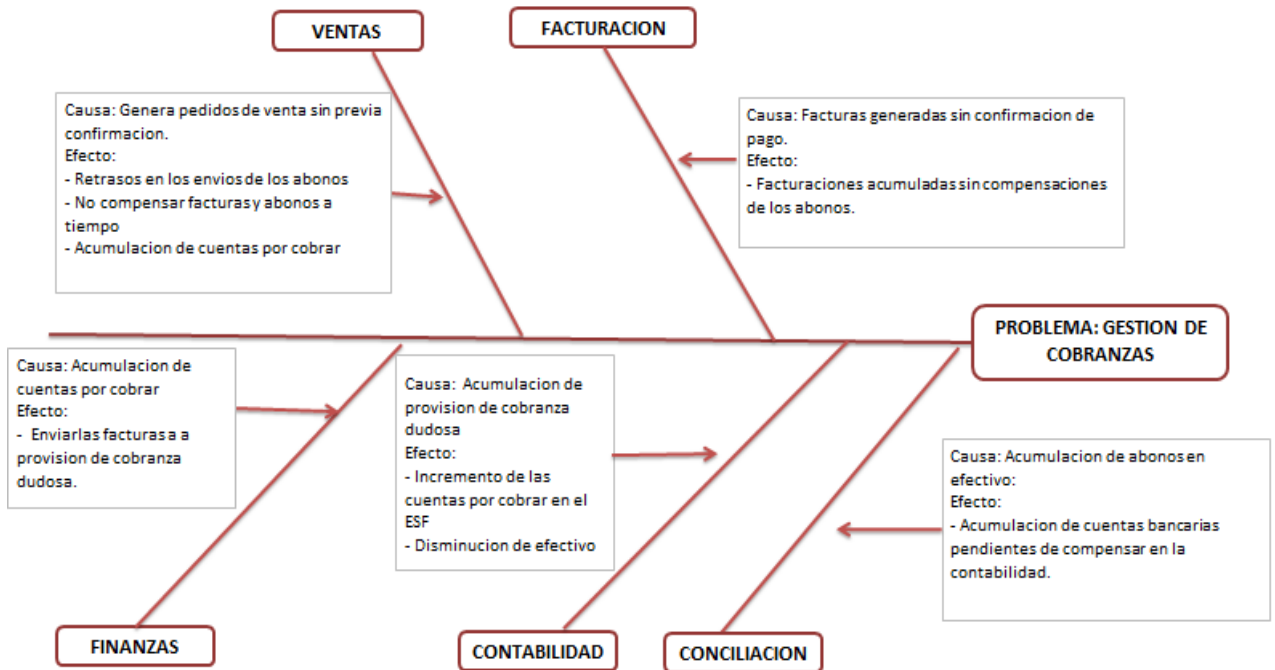 VENTAS
FACTURACION
Causa: Genera pedidos de venta sin previa
confirmacion.
Efecto:
- Retrasos en los envios de los abonos
- No compensar facturas y abonos a
tiempo
- Acumulacion de cuentas por cobrar
Causa: Facturas generadas sin confirmacion de
pago.
Efecto:
- Facturaciones acumuladas sin compensaciones
de los abonos.
PROBLEMA: GESTION DE
COBRANZAS
Causa: Acumulacion de
cuentas por cobrar
Efecto:
- Enviarlas facturas a a
provision de cobranza
dudosa.
Causa: Acumulacion de
provision de cobranza
dudosa
Efecto:
- Incremento de las
cuentas por cobrar en el
ESF
- Disminucion de efectivo
Causa: Acumulacion de abonos en
efectivo:
Efecto:
- Acumulacion de cuentas bancarias
pendientes de compensar en la
contabilidad.
FINANZAS
CONTABILIDAD
CONCILIACION